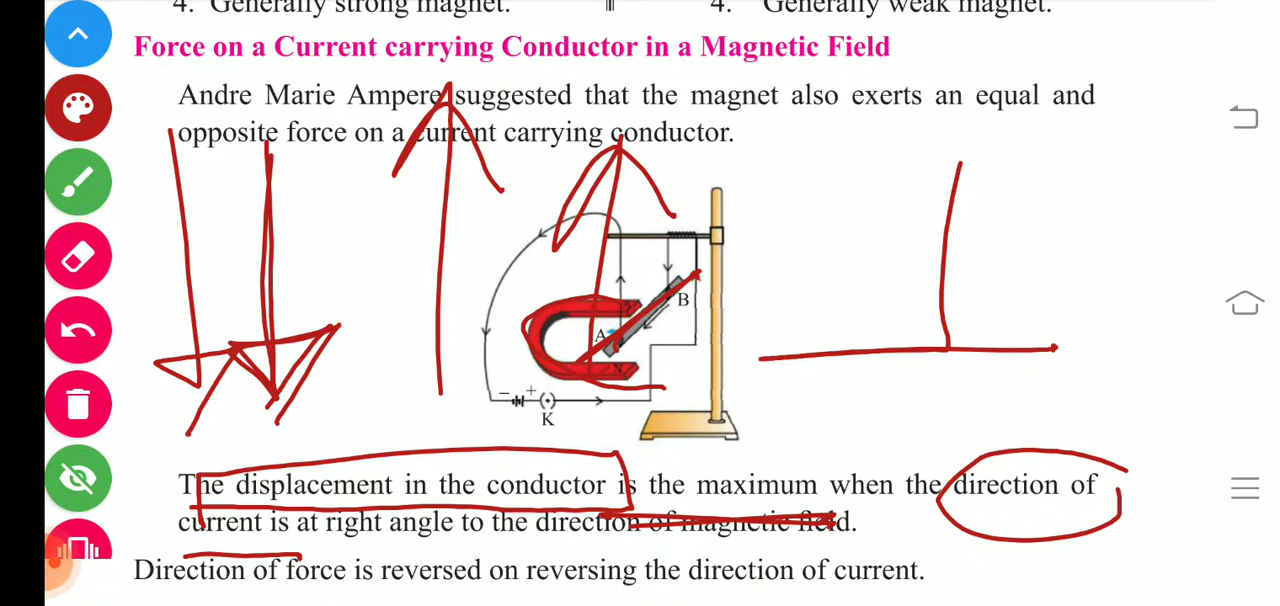 4. Generally strong magnet. 4. Generally weak magnet.
Force on a Current carrying Conductor in a Magnetic Field
Andre Marie Ampere suggested that the magnet also exerts an equal and
opposite force on a current carrying conductor.
B
A
N
− +
K
The displacement in the conductor is the maximum when the direction of
current is at right angle to the direction of magnetic field.
Direction of force is reversed on reversing the direction of current.